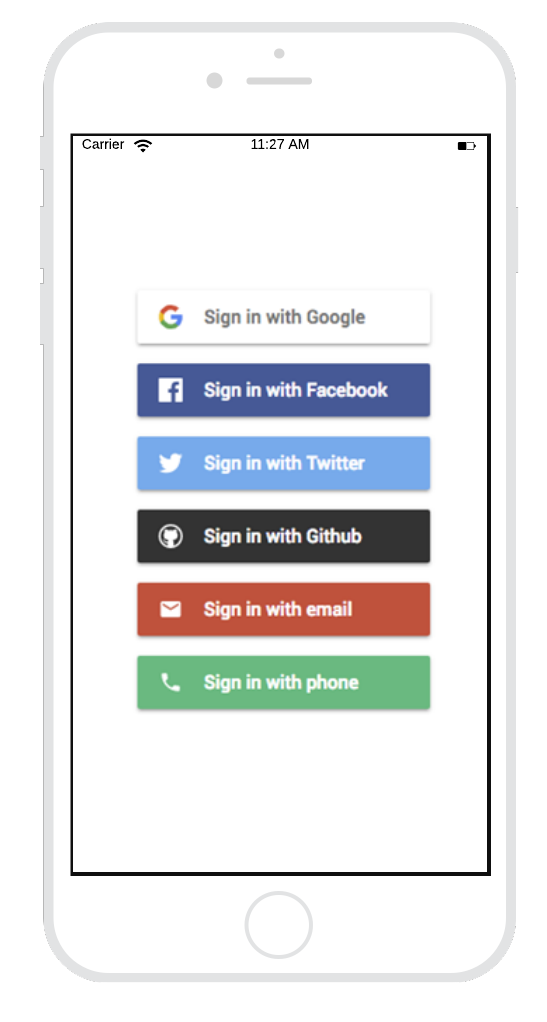 Carrier 11:27 AM
Sign in with Google
Sign in with Facebook
Sign in with Twitter
Sign in with Github
Sign in with email
Sign in with phone